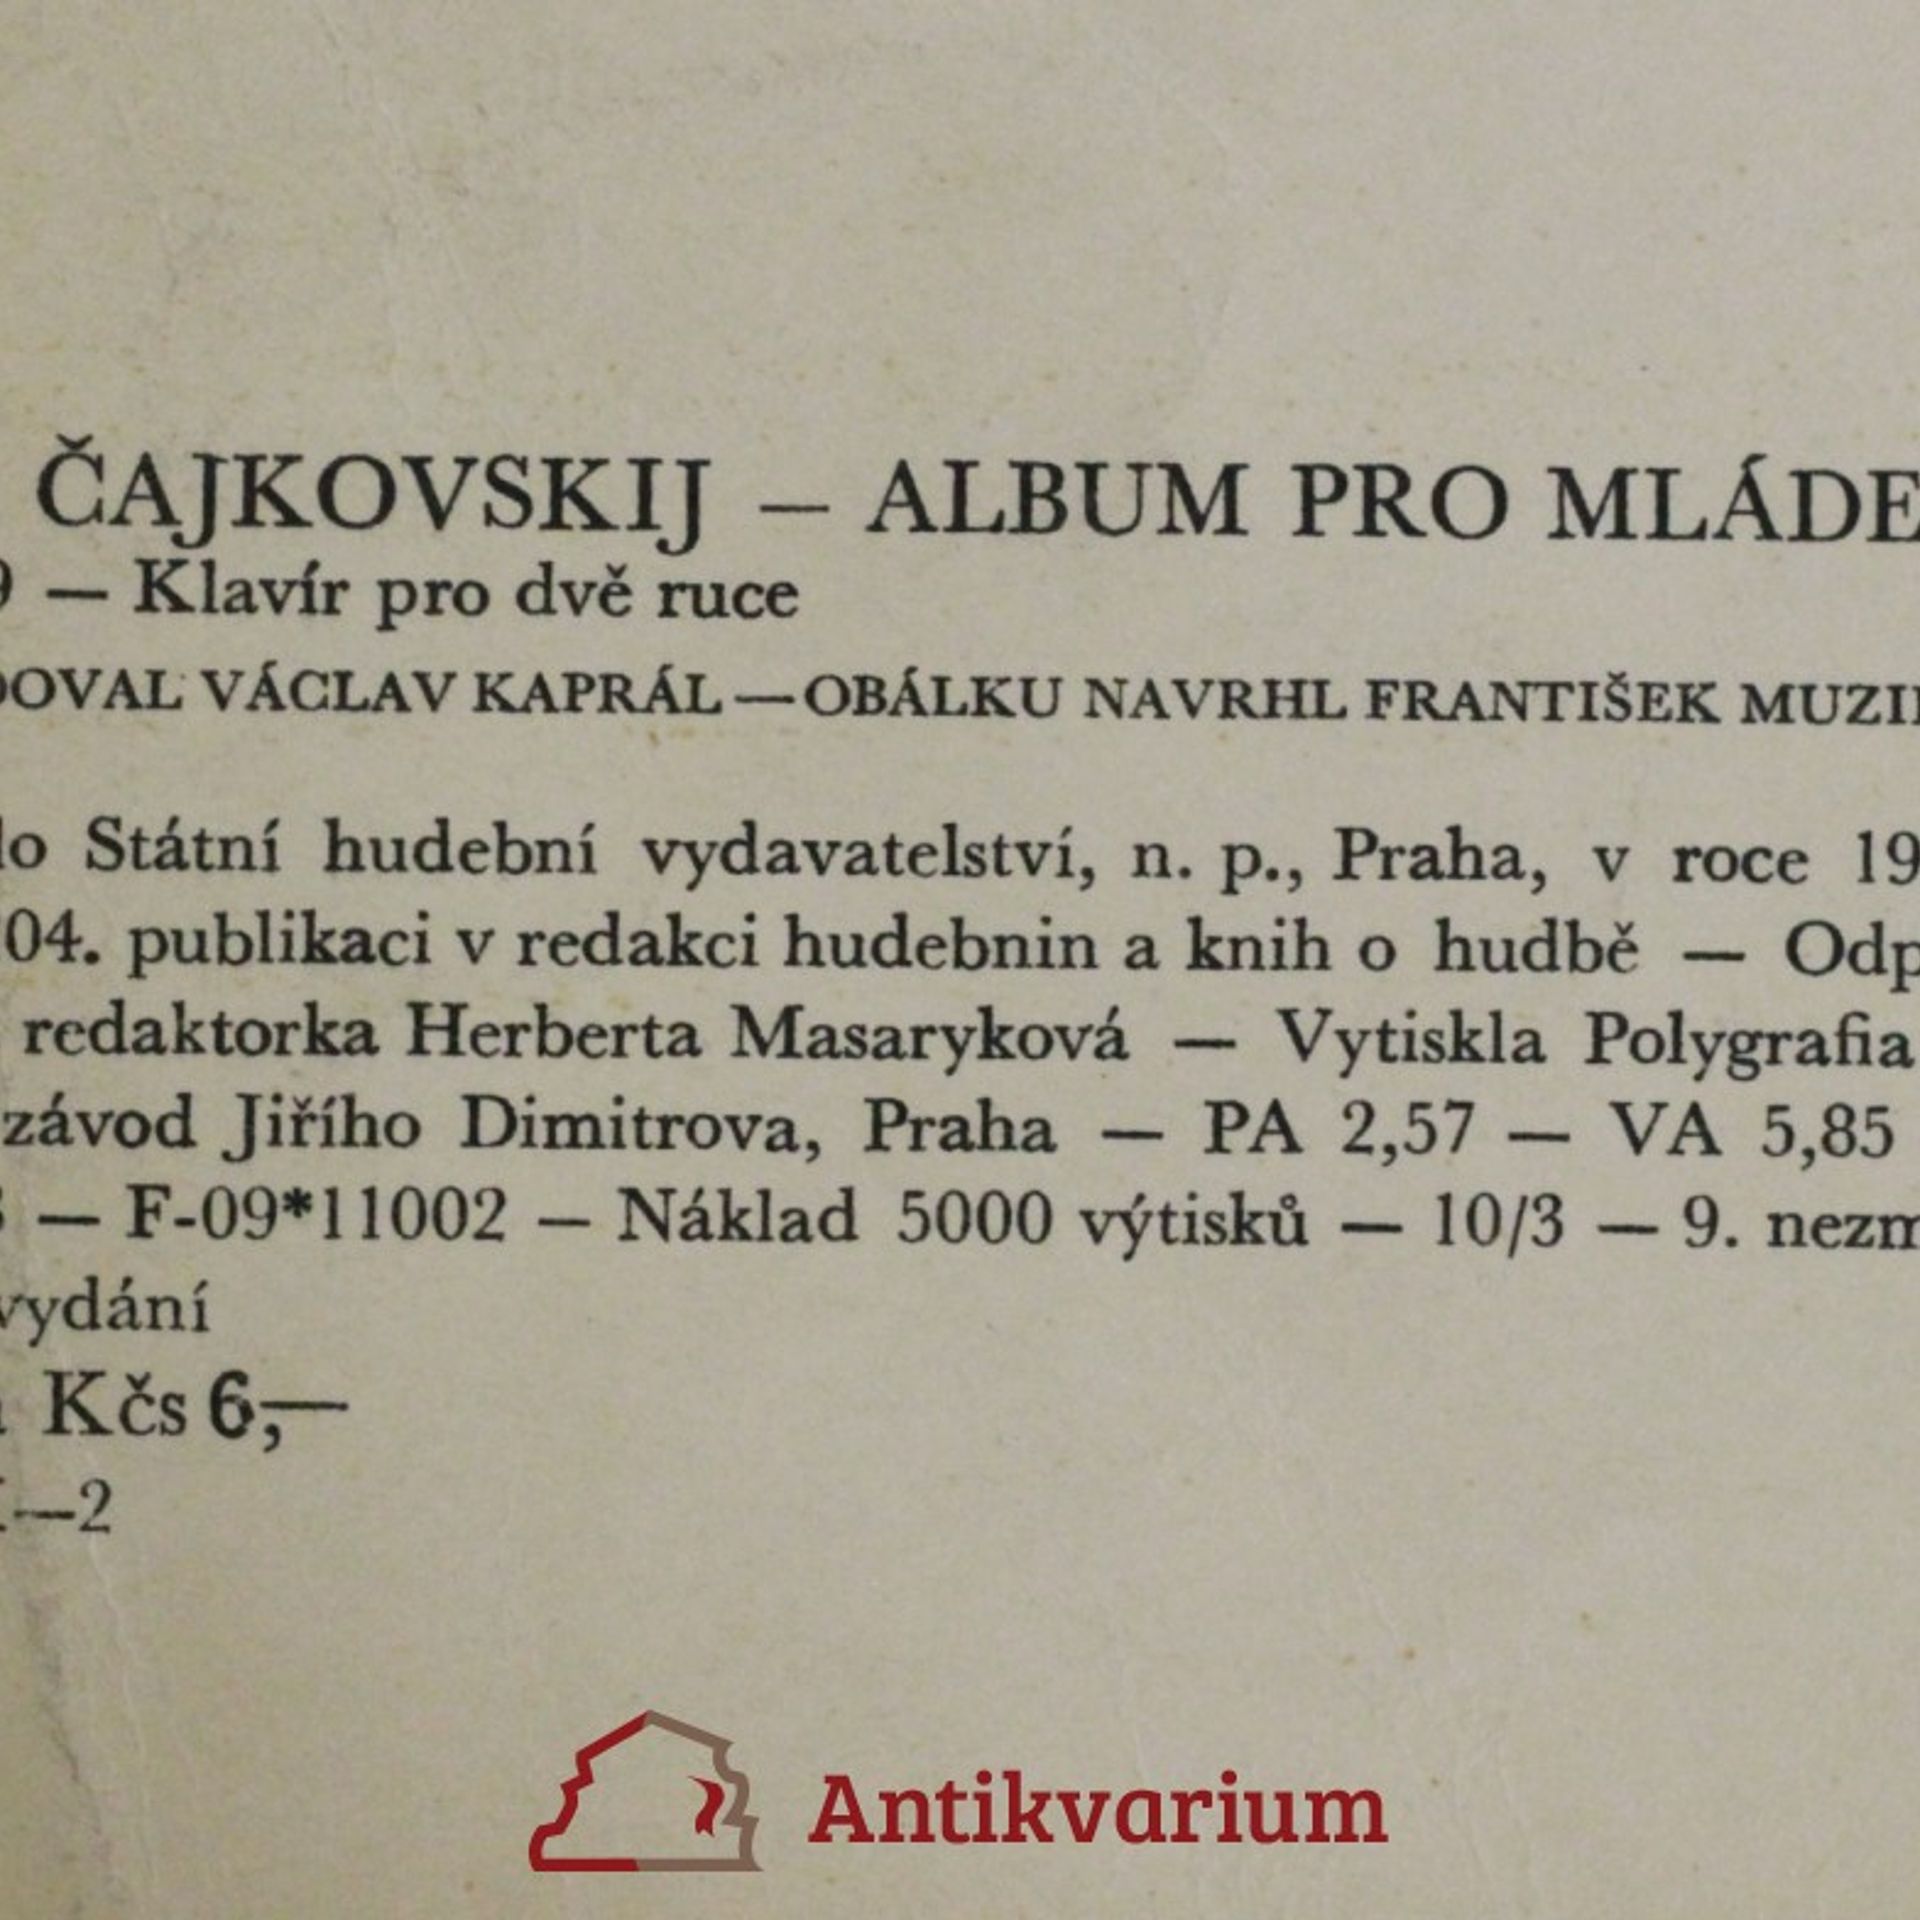 ČAJKOVSKIJ — ALBUM PRO MLÁDE
9 — Klavír pro dvě ruce
DOVAL VÁCLAV KAPRÁL — OBÁLKU NAVRHL FRANTIŠEK MUZI
lo Státní hudební vydavatelství, n. p., Praha, v roce 19
04. publikaci v redakci hudebnin a knih o hudbě — Odp
redaktorka Herberta Masaryková — Vytiskla Polygrafia
závod Jiřího Dimitrova, Praha — PA 2,57 — VA 5,85
— F-09*11002 — Náklad 5000 výtisků — 10/3 — 9. nezm
vydání
Kčs 6,—
—2
Antikvarium